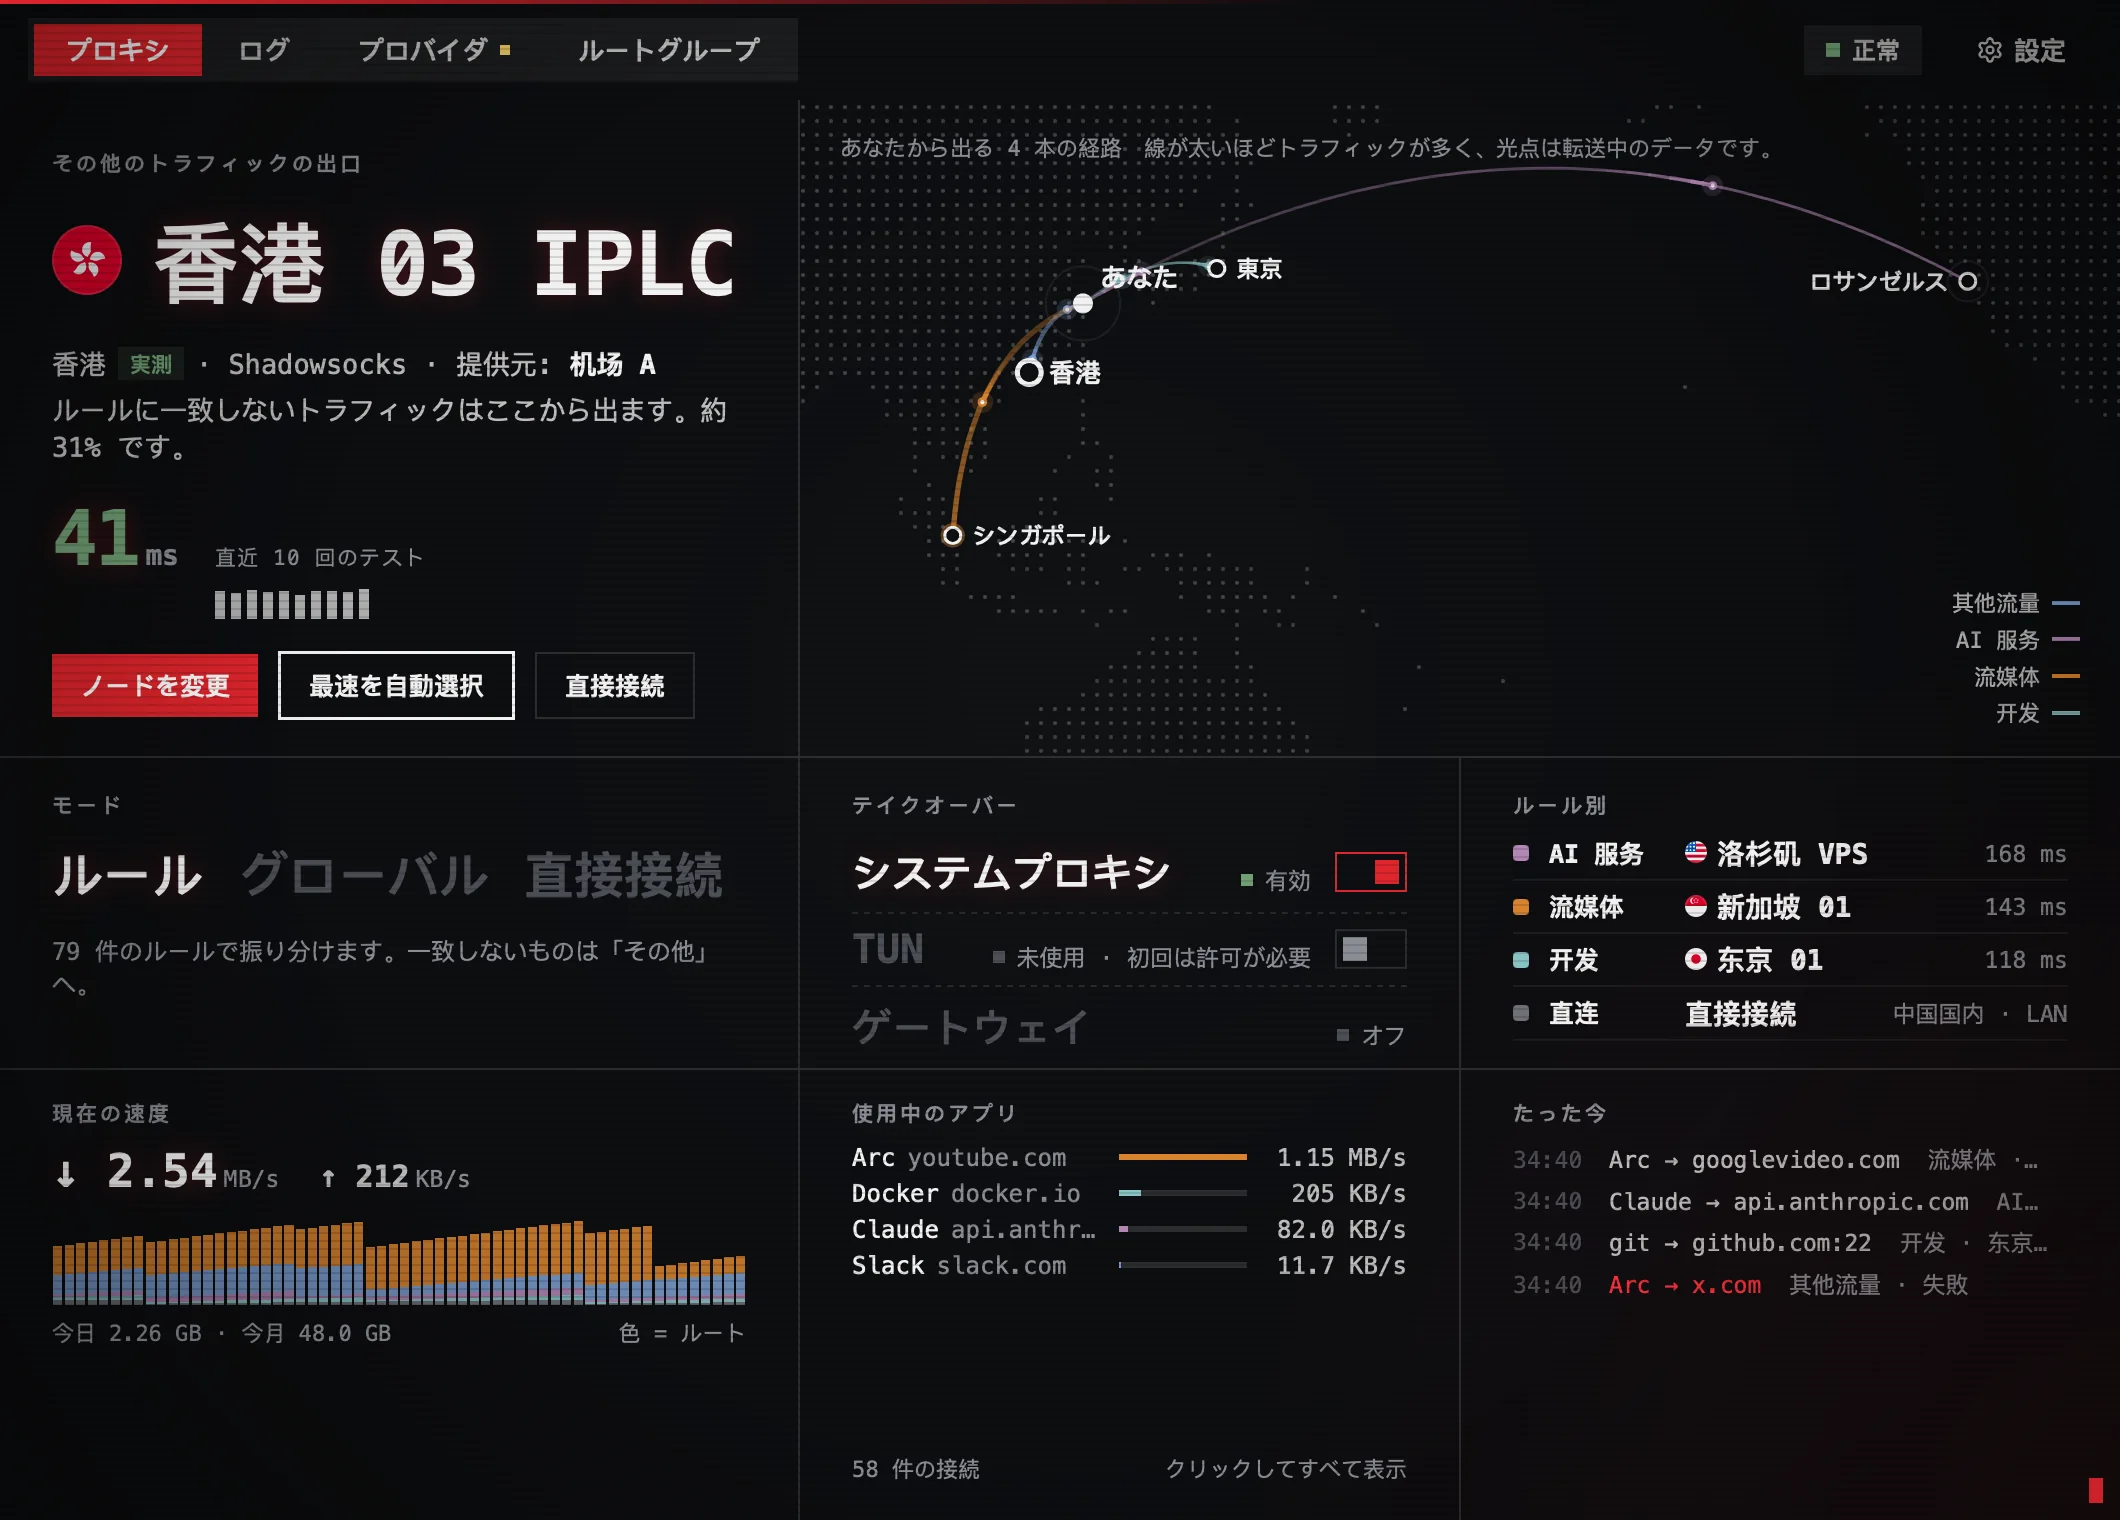 プロキシ
ログ
プロバイダ
ルートグループ
正常
設定
その他のトラフィックの出口
香港 03 IPLC
香港 実測 · Shadowsocks · 提供元: 机场 A
ルールに一致しないトラフィックはここから出ます。約
31% です。
41 ms
直近 10 回のテスト
ノードを変更
最速を自動選択
直接接続
あなたから出る 4 本の経路 線が太いほどトラフィックが多く、光点は転送中のデータです。
あなた
東京
ロサンゼルス
香港
シンガポール
其他流量
AI 服务
流媒体
开发
モード
ルール グローバル 直接接続
79 件のルールで振り分けます。一致しないものは「その他」
へ。
テイクオーバー
システムプロキシ 有効
TUN 未使用 · 初回は許可が必要
ゲートウェイ オフ
ルール別
AI 服务 洛杉矶 VPS 168 ms
流媒体 新加坡 01 143 ms
开发 东京 01 118 ms
直连 直接接続 中国国内 · LAN
現在の速度
↓ 2.54 MB/s ↑ 212 KB/s
今日 2.26 GB · 今月 48.0 GB
色 = ルート
使用中のアプリ
Arc youtube.com 1.15 MB/s
Docker docker.io 205 KB/s
Claude api.anthr… 82.0 KB/s
Slack slack.com 11.7 KB/s
58 件の接続
クリックしてすべて表示
たった今
34:40 Arc → googlevideo.com 流媒体 ·…
34:40 Claude → api.anthropic.com AI…
34:40 git → github.com:22 开发 · 东京…
34:40 Arc → x.com 其他流量 · 失敗